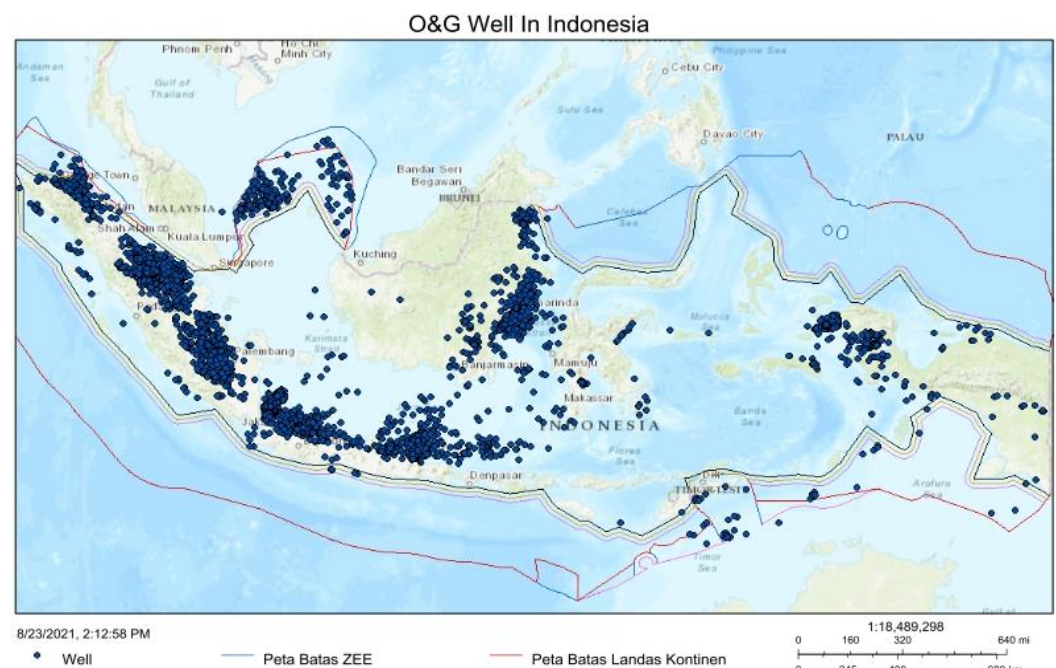 O&G Well In Indonesia
Phnom Penh
Ho Chi
Minh City
Philippine Sea
Andaman
Sea
Gulf of
Thailand
Cebu City
Sulu Sea
Davao City
PALAU
Bandar Seri
Begawan
BRUNEI
MALAYSIA
Celebes
Sea
Shah Alam
Kuala Lumpur
Singapore
Kuching
Molucca
Sea
Karimata
Strait
Palembang
Banjarmasin
Mamuju
Makassar
INDONESIA
Banda
Sea
Flores
Sea
Denpasar
TIMOR-LESTE
Arafura
Sea
Timor
Sea
8/23/2021, 2:12:58 PM
1:18,489,298
0 160 320 640 mi
Well
Peta Batas ZEE
Peta Batas Landas Kontinen